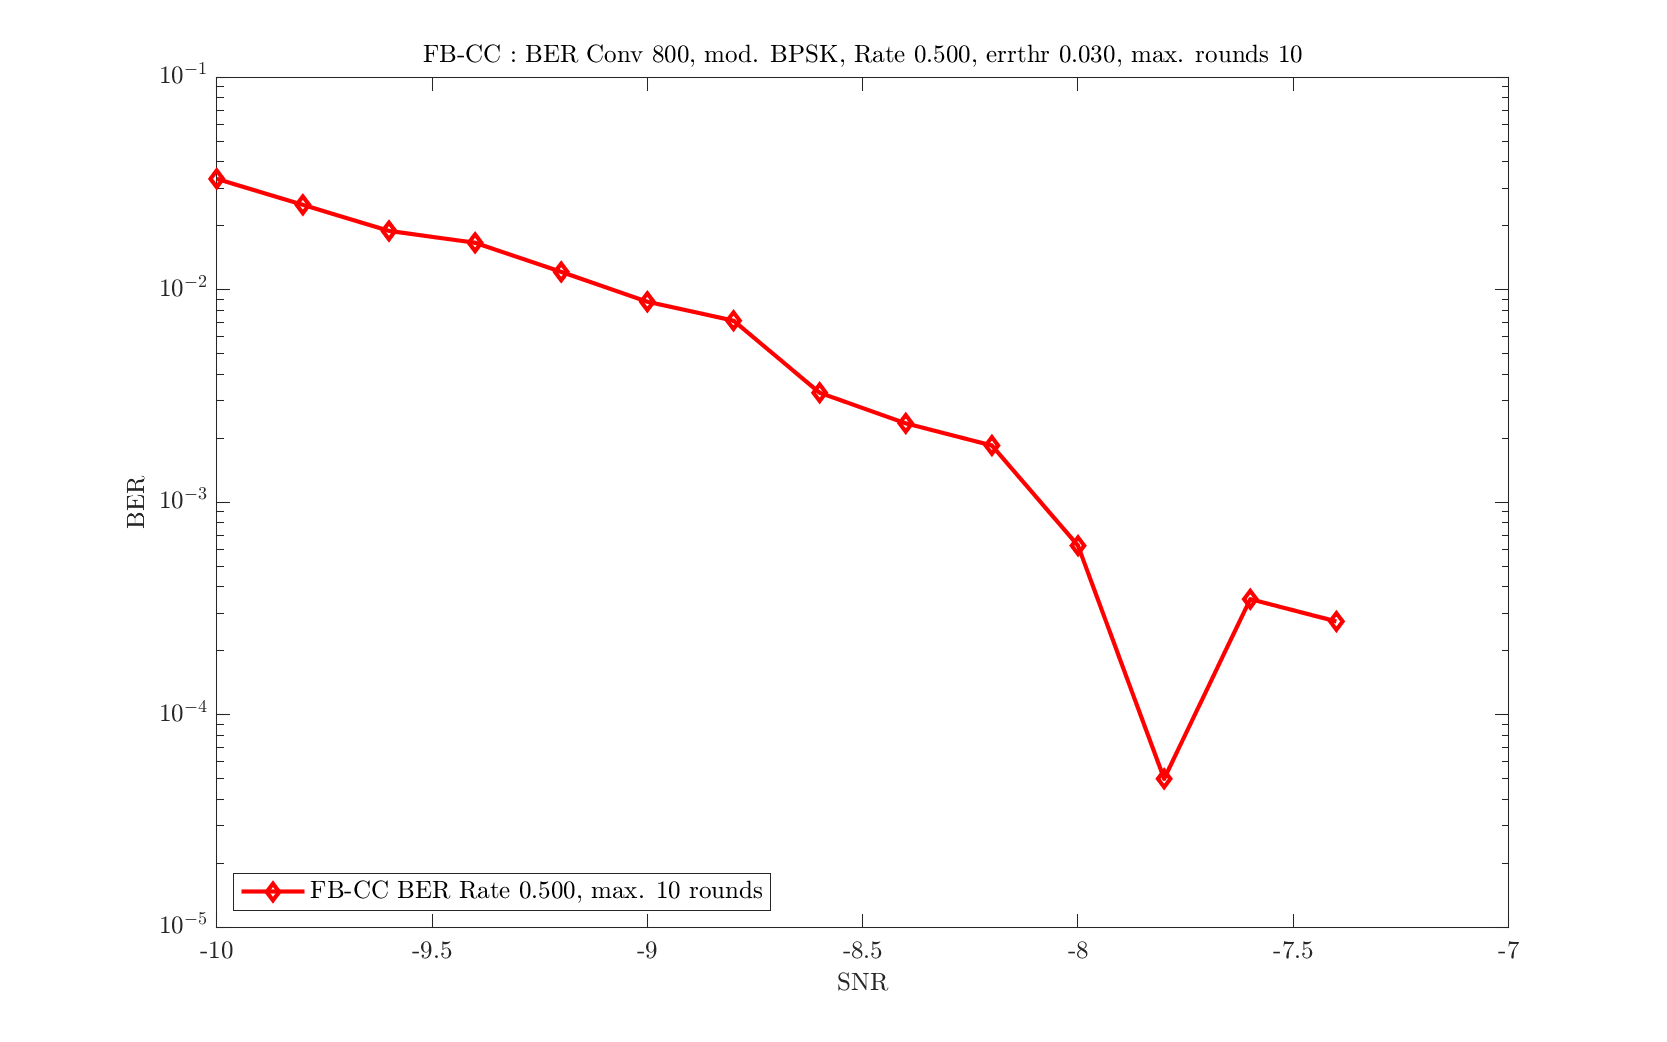 FB-CC : BER Conv 800, mod. BPSK, Rate 0.500, errthr 0.030, max. rounds 10
10^{-1}
10^{-2}
10^{-3}
10^{-4}
10^{-5}
BER
FB-CC BER Rate 0.500, max. 10 rounds
-10 -9.5 -9 -8.5 -8 -7.5 -7
SNR